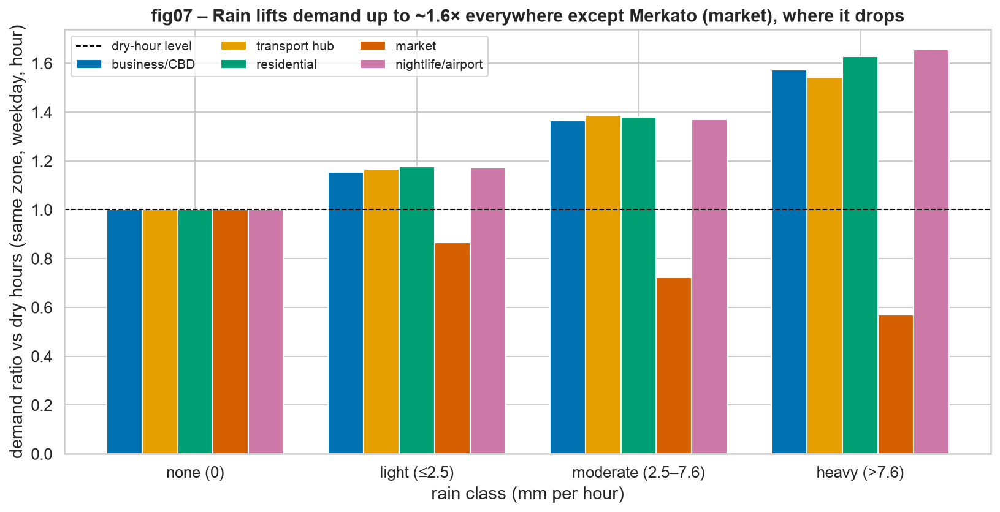 fig07 – Rain lifts demand up to ~1.6× everywhere except Merkato (market), where it drops
demand ratio vs dry hours (same zone, weekday, hour)
dry-hour level
business/CBD
transport hub
residential
market
nightlife/airport
1.6
1.4
1.2
1.0
0.8
0.6
0.4
0.2
0.0
none (0)
light (≤2.5)
moderate (2.5–7.6)
heavy (>7.6)
rain class (mm per hour)